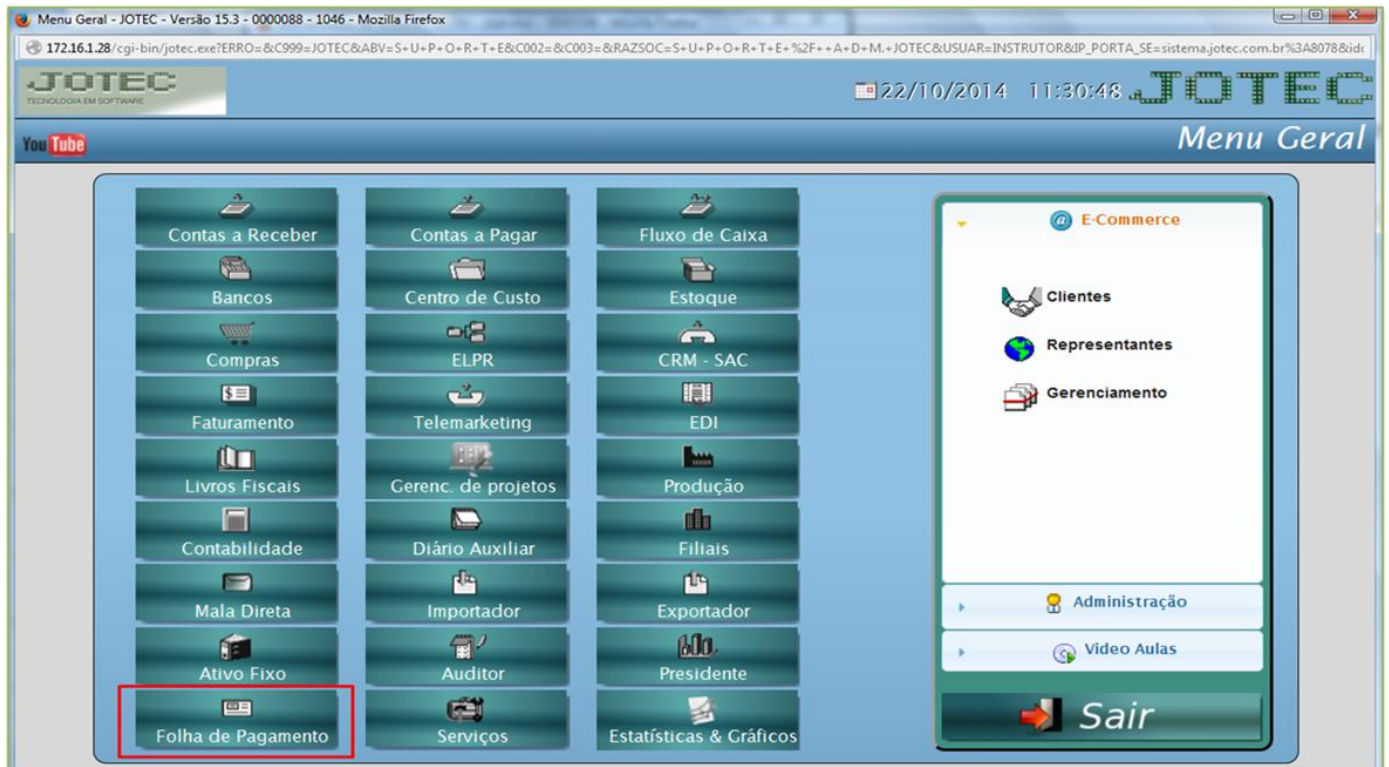 Menu Geral - JOTEC - Versão 15.3 - 0000088 - 1046 - Mozilla Firefox
172.16.1.28/cgi-bin/jotec.exe?ERRO=&C999=JOTEC&ABV=S+U+P+O+R+T+E&C002=&C003=&RAZSOC=S+U+P+O+R+T+E+%2F++A+D+M.+JOTEC&USUAR=INSTRUTOR&IP_PORTA_SE=sistema.jotec.com.br%3A8078&idc
JOTEC
TECNOLOGIA EM SOFTWARE
22/10/2014 11:30:48 JOTEC
You Tube Menu Geral
Contas a Receber Contas a Pagar Fluxo de Caixa
Bancos Centro de Custo Estoque
Compras ELPR CRM - SAC
Faturamento Telemarketing EDI
Livros Fiscais Gerenc. de projetos Produção
Contabilidade Diário Auxiliar Filiais
Mala Direta Importador Exportador
Ativo Fixo Auditor Presidente
Folha de Pagamento Serviços Estatísticas & Gráficos
E-Commerce
Clientes
Representantes
Gerenciamento
Administração
Video Aulas
Sair